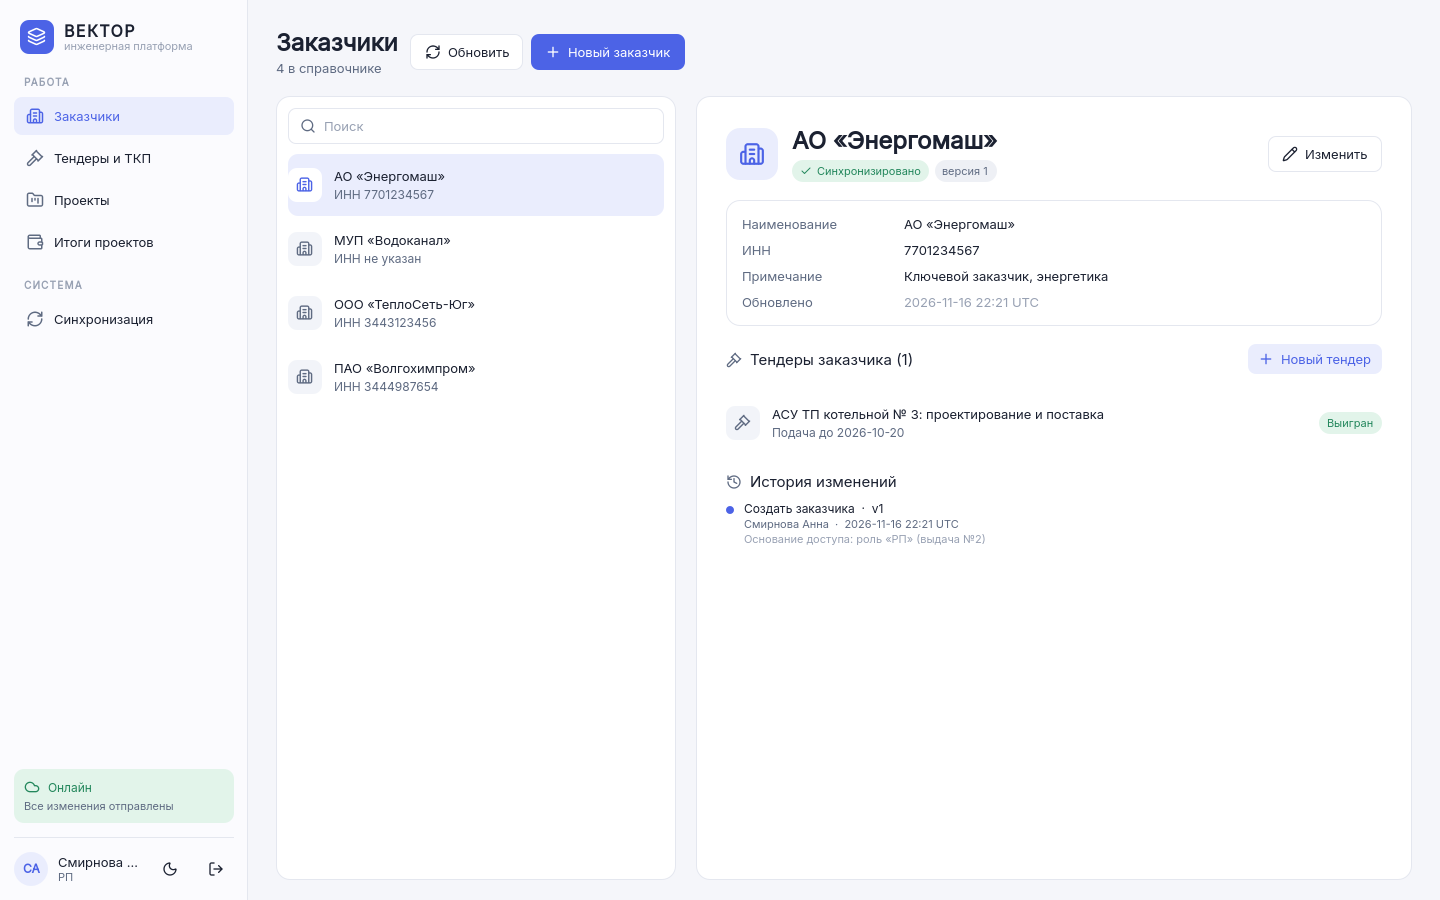 ВЕКТОР
инженерная платформа
РАБОТА
Заказчики
Тендеры и ТКП
Проекты
Итоги проектов
СИСТЕМА
Синхронизация
Онлайн
Все изменения отправлены
СА
Смирнова ...
РП
Заказчики
4 в справочнике
Обновить
Новый заказчик
Поиск
АО «Энергомаш»
ИНН 7701234567
МУП «Водоканал»
ИНН не указан
ООО «ТеплоСеть-Юг»
ИНН 3443123456
ПАО «Волгохимпром»
ИНН 3444987654
АО «Энергомаш»
Синхронизировано
версия 1
Изменить
Наименование АО «Энергомаш»
ИНН 7701234567
Примечание Ключевой заказчик, энергетика
Обновлено 2026-11-16 22:21 UTC
Тендеры заказчика (1)
Новый тендер
АСУ ТП котельной № 3: проектирование и поставка
Подача до 2026-10-20
Выигран
История изменений
Создать заказчика · v1
Смирнова Анна · 2026-11-16 22:21 UTC
Основание доступа: роль «РП» (выдача №2)